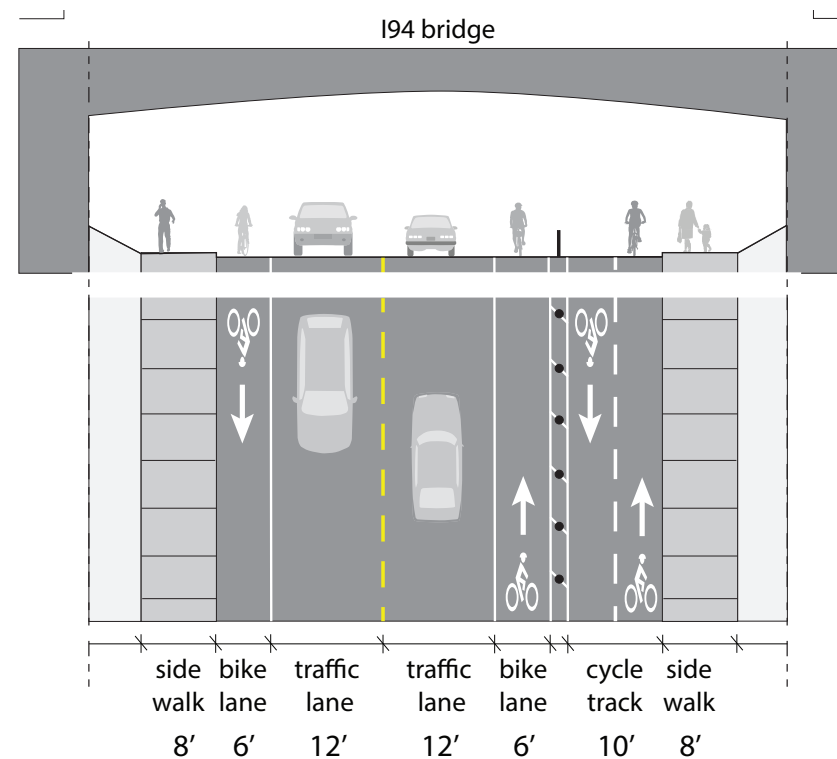 I94 bridge
side walk
bike lane
traffic lane
traffic lane
bike lane
cycle track
side walk
8′ 6′ 12′ 12′ 6′ 10′ 8′